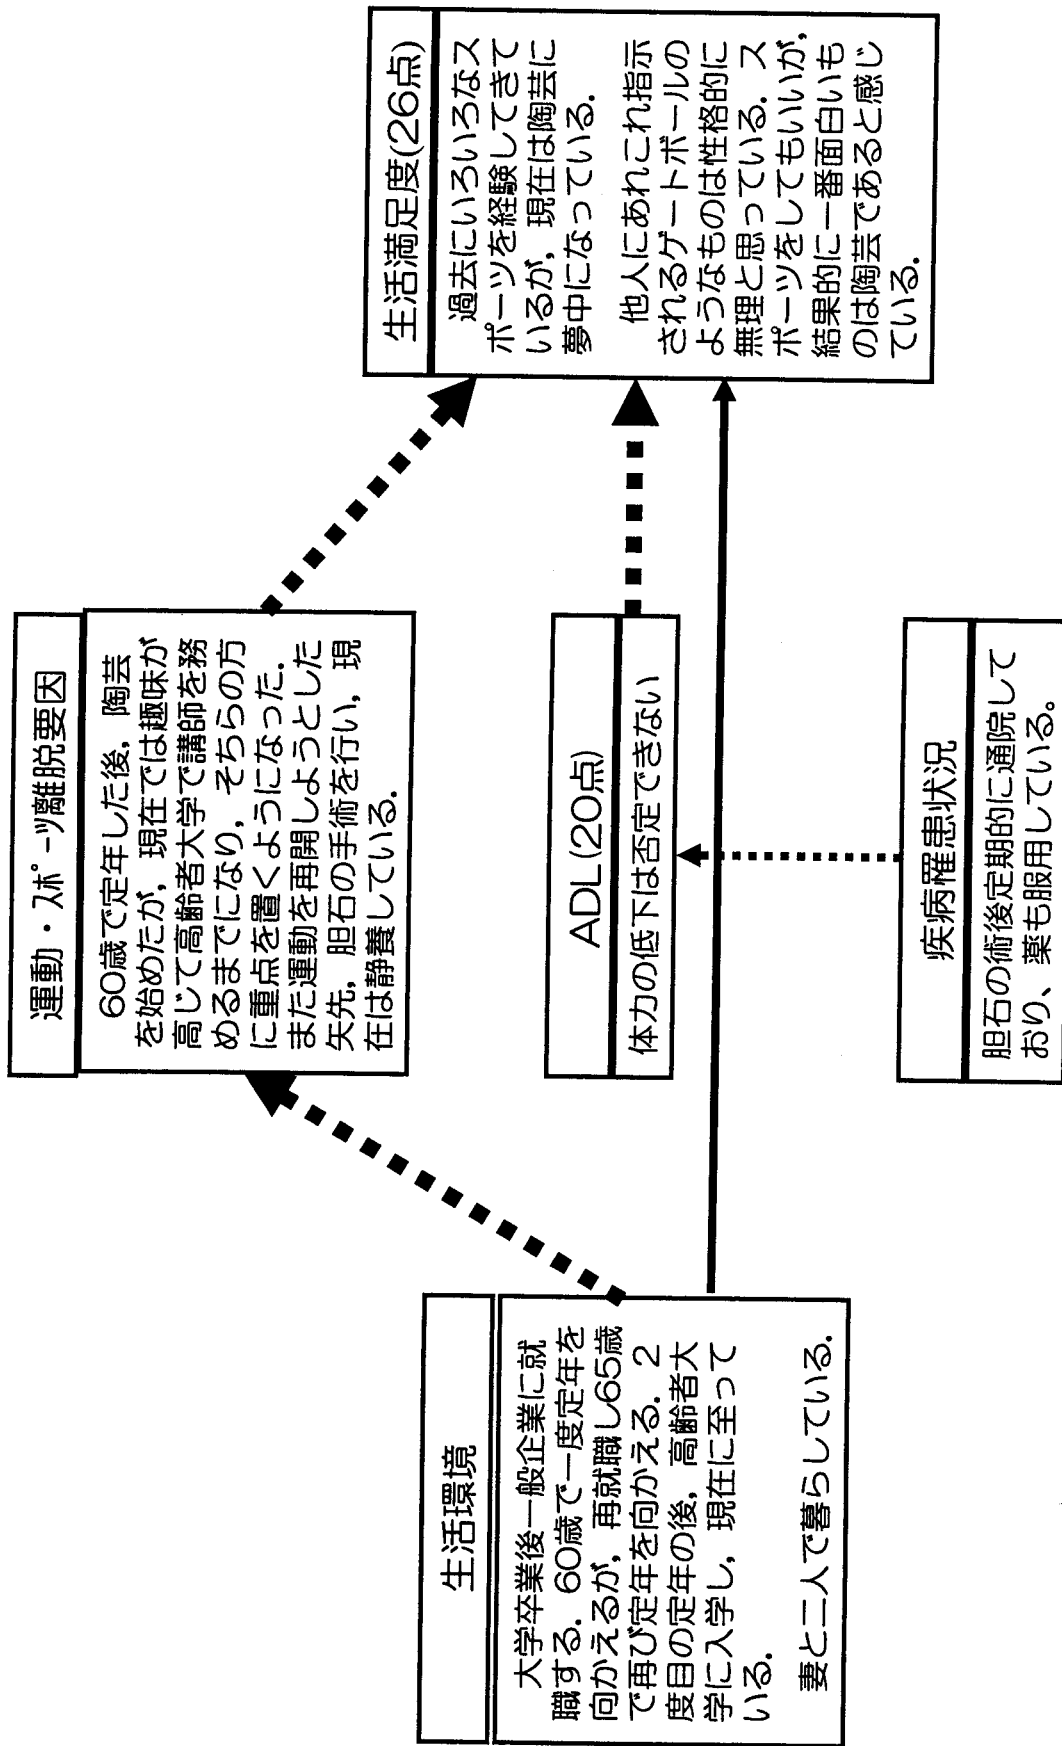 生活環境
大学卒業後一般企業に就
職する．60歳で一度定年を
向かえるが，再就職し65歳
で再び定年を向かえる．2
度目の定年の後，高齢者大
学に入学し，現在に至って
いる．
妻と二人で暮らしている．
運動・スポーツ離脱要因
60歳で定年した後，陶芸
を始めたが，現在では趣味が
高じて高齢者大学で講師を務
めるまでになり，そちらの方
に重点を置くようになった．
また運動を再開しようとした
矢先，胆石の手術を行い，現
在は静養している．
ADL(20点)
体力の低下は否定できない
疾病罹患状況
胆石の術後定期的に通院して
おり、薬も服用している。
生活満足度(26点)
過去にいろいろなス
ポーツを経験してきて
いるが，現在は陶芸に
夢中になっている．
他人にあれこれ指示
されるゲートボールの
ようなものは性格的に
無理と思っている．ス
ポーツをしてもいいが，
結果的に一番面白いも
のは陶芸であると感じ
ている．